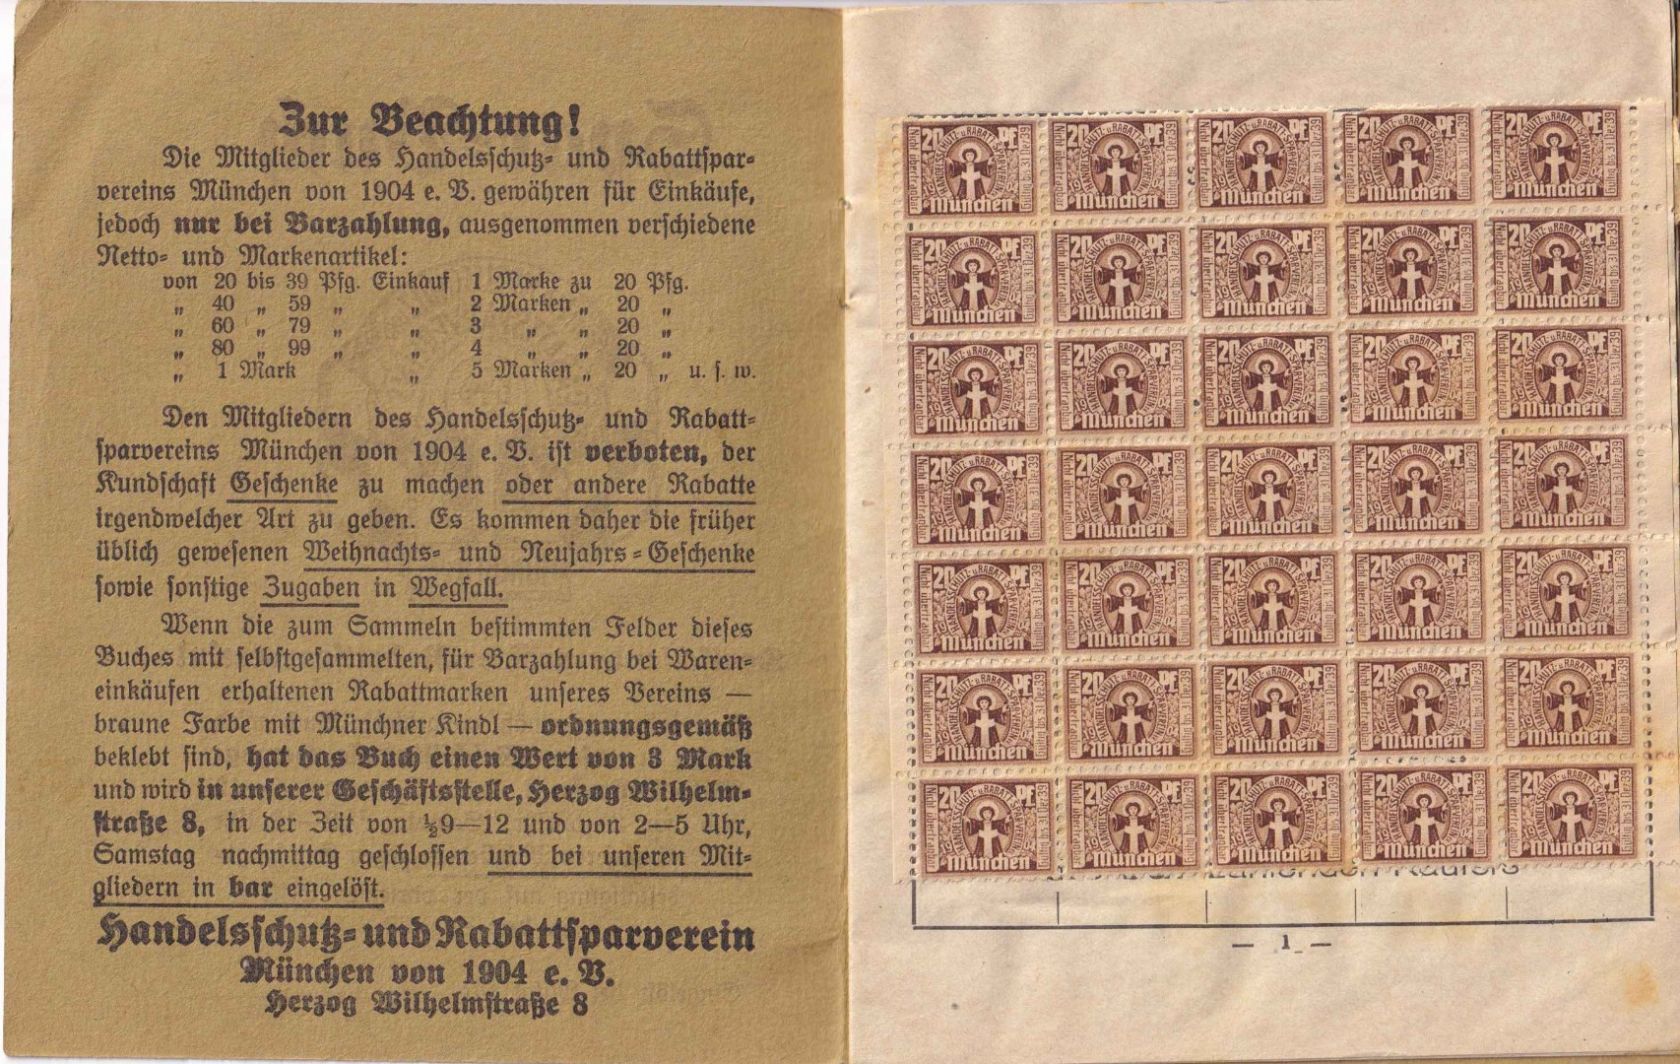 Zur Beachtung!
Die Mitglieder des Handelsschutz- und Rabattspar-
vereins München von 1904 e. V. gewähren für Einkäufe,
jedoch nur bei Barzahlung, ausgenommen verschiedene
Netto- und Markenartikel:
von 20 bis 39 Pfg. Einkauf 1 Marke zu 20 Pfg.
„ 40 „ 59 „ „ 2 Marken „ 20 „
„ 60 „ 79 „ „ 3 „ „ 20 „
„ 80 „ 99 „ „ 4 „ „ 20 „
„ 1 Mark „ 5 Marken „ 20 „ u. s. w.
Den Mitgliedern des Handelsschutz- und Rabatt-
sparvereins München von 1904 e. V. ist verboten, der
Kundschaft Geschenke zu machen oder andere Rabatte
irgendwelcher Art zu geben. Es kommen daher die früher
üblich gewesenen Weihnachts- und Neujahrs-Geschenke
sowie sonstige Zugaben in Wegfall.
Wenn die zum Sammeln bestimmten Felder dieses
Buches mit selbstgesammelten, für Barzahlung bei Waren-
einkäufen erhaltenen Rabattmarken unseres Vereins —
braune Farbe mit Münchner Kindl — ordnungsgemäß
beklebt sind, hat das Buch einen Wert von 3 Mark
und wird in unserer Geschäftsstelle, Herzog Wilhelm-
straße 8, in der Zeit von ½9—12 und von 2—5 Uhr,
Samstag nachmittag geschlossen und bei unseren Mit-
gliedern in bar eingelöst.
Handelsschutz- und Rabattsparverein
München von 1904 e. V.
Herzog Wilhelmstraße 8
20 PF
HANDELSSCHUTZ- u. RABATT-SPARVEREIN
1904
Nicht übertragbar
Gültig bis 31. Dez. 39
München
— 1 —